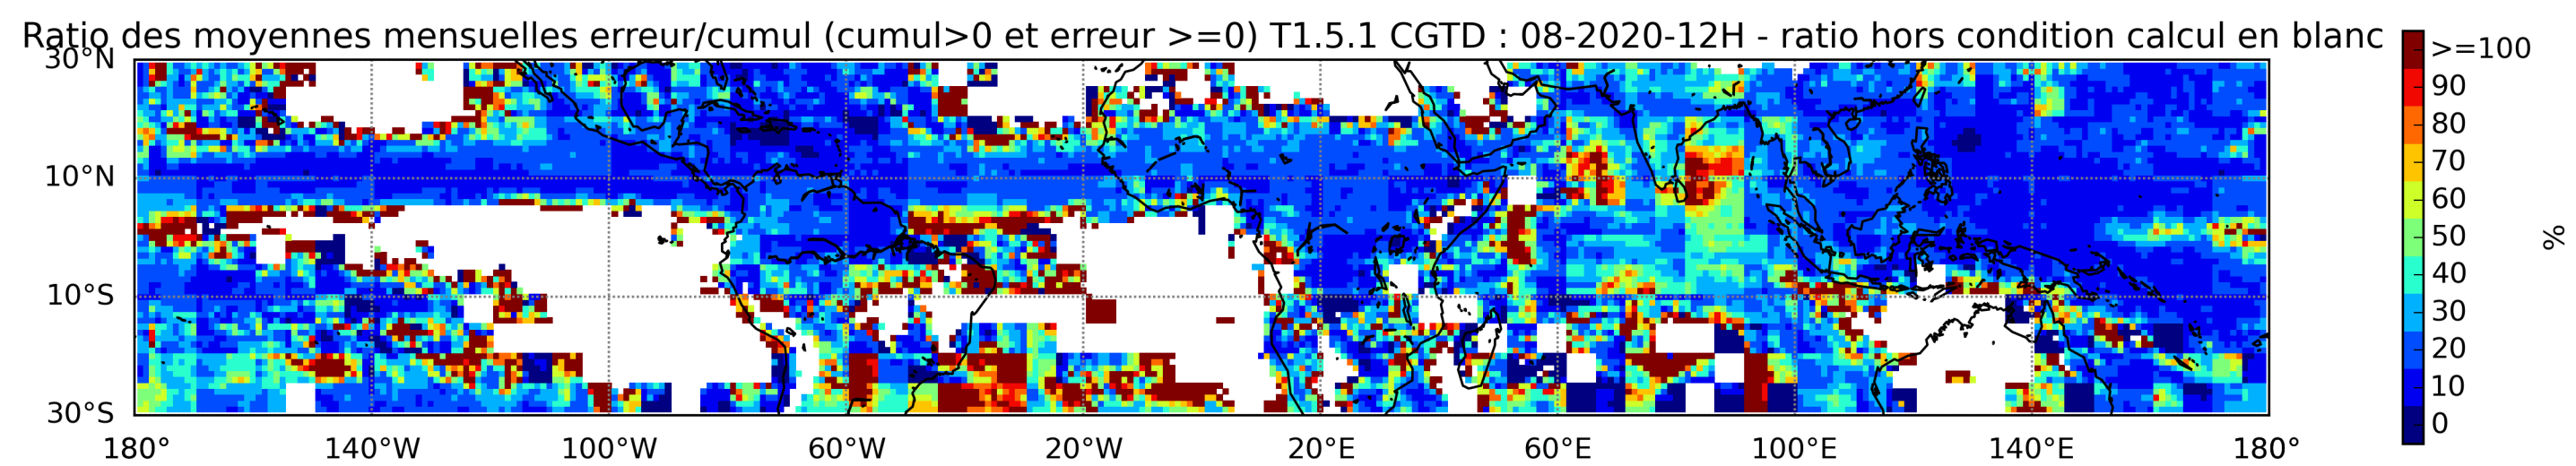 Ratio des moyennes mensuelles erreur/cumul (cumul>0 et erreur >=0) T1.5.1 CGTD : 08-2020-12H - ratio hors condition calcul en blanc
30°N
10°N
10°S
30°S
180°
140°W
100°W
60°W
20°W
20°E
60°E
100°E
140°E
180°
>=100
90
80
70
60
50
40
30
20
10
0
%